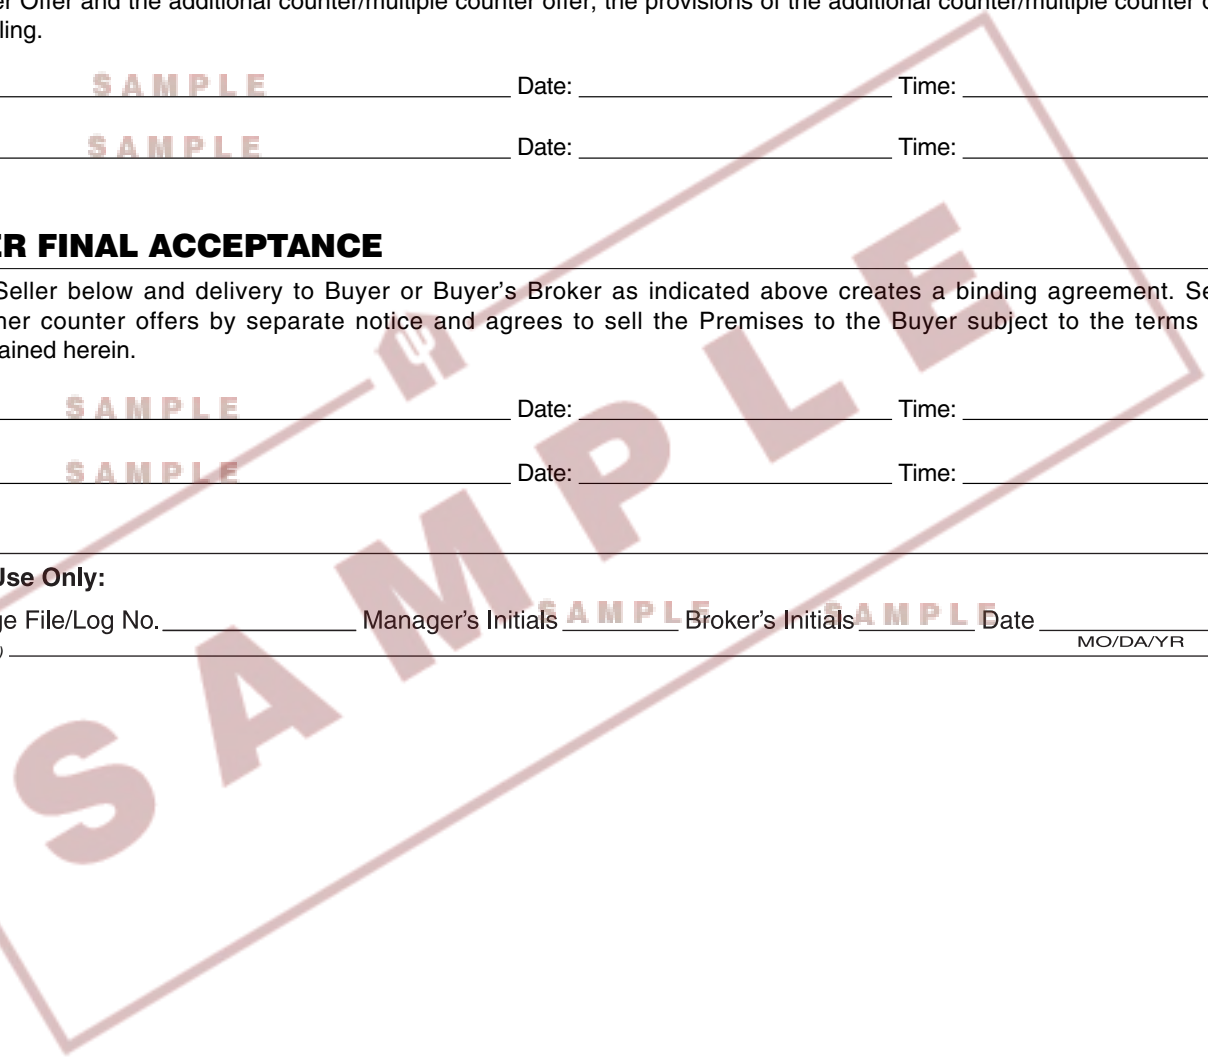 er Offer and the additional counter/multiple counter offer, the provisions of the additional counter/multiple counter o
ling.
SAMPLE Date: Time:
SAMPLE Date: Time:
ER FINAL ACCEPTANCE
Seller below and delivery to Buyer or Buyer's Broker as indicated above creates a binding agreement. Se
her counter offers by separate notice and agrees to sell the Premises to the Buyer subject to the terms
ained herein.
SAMPLE Date: Time:
SAMPLE Date: Time:
Use Only:
ge File/Log No. Manager's Initials SAMPLE Broker's Initials SAMPLE Date
MO/DA/YR
SAMPLE